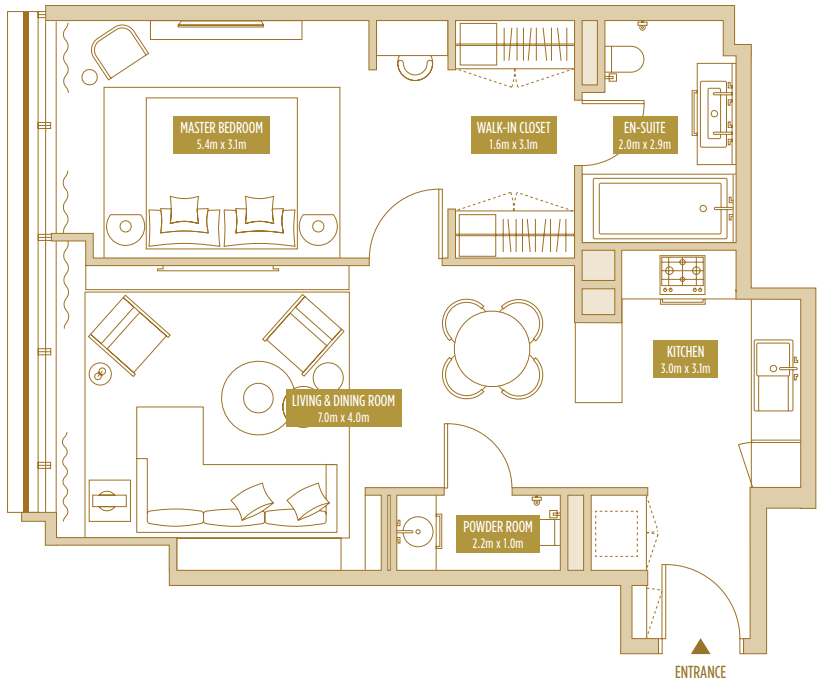 MASTER BEDROOM
5.4m x 3.1m
WALK-IN CLOSET
1.6m x 3.1m
EN-SUITE
2.0m x 2.9m
KITCHEN
3.0m x 3.1m
LIVING & DINING ROOM
7.0m x 4.0m
POWDER ROOM
2.2m x 1.0m
ENTRANCE